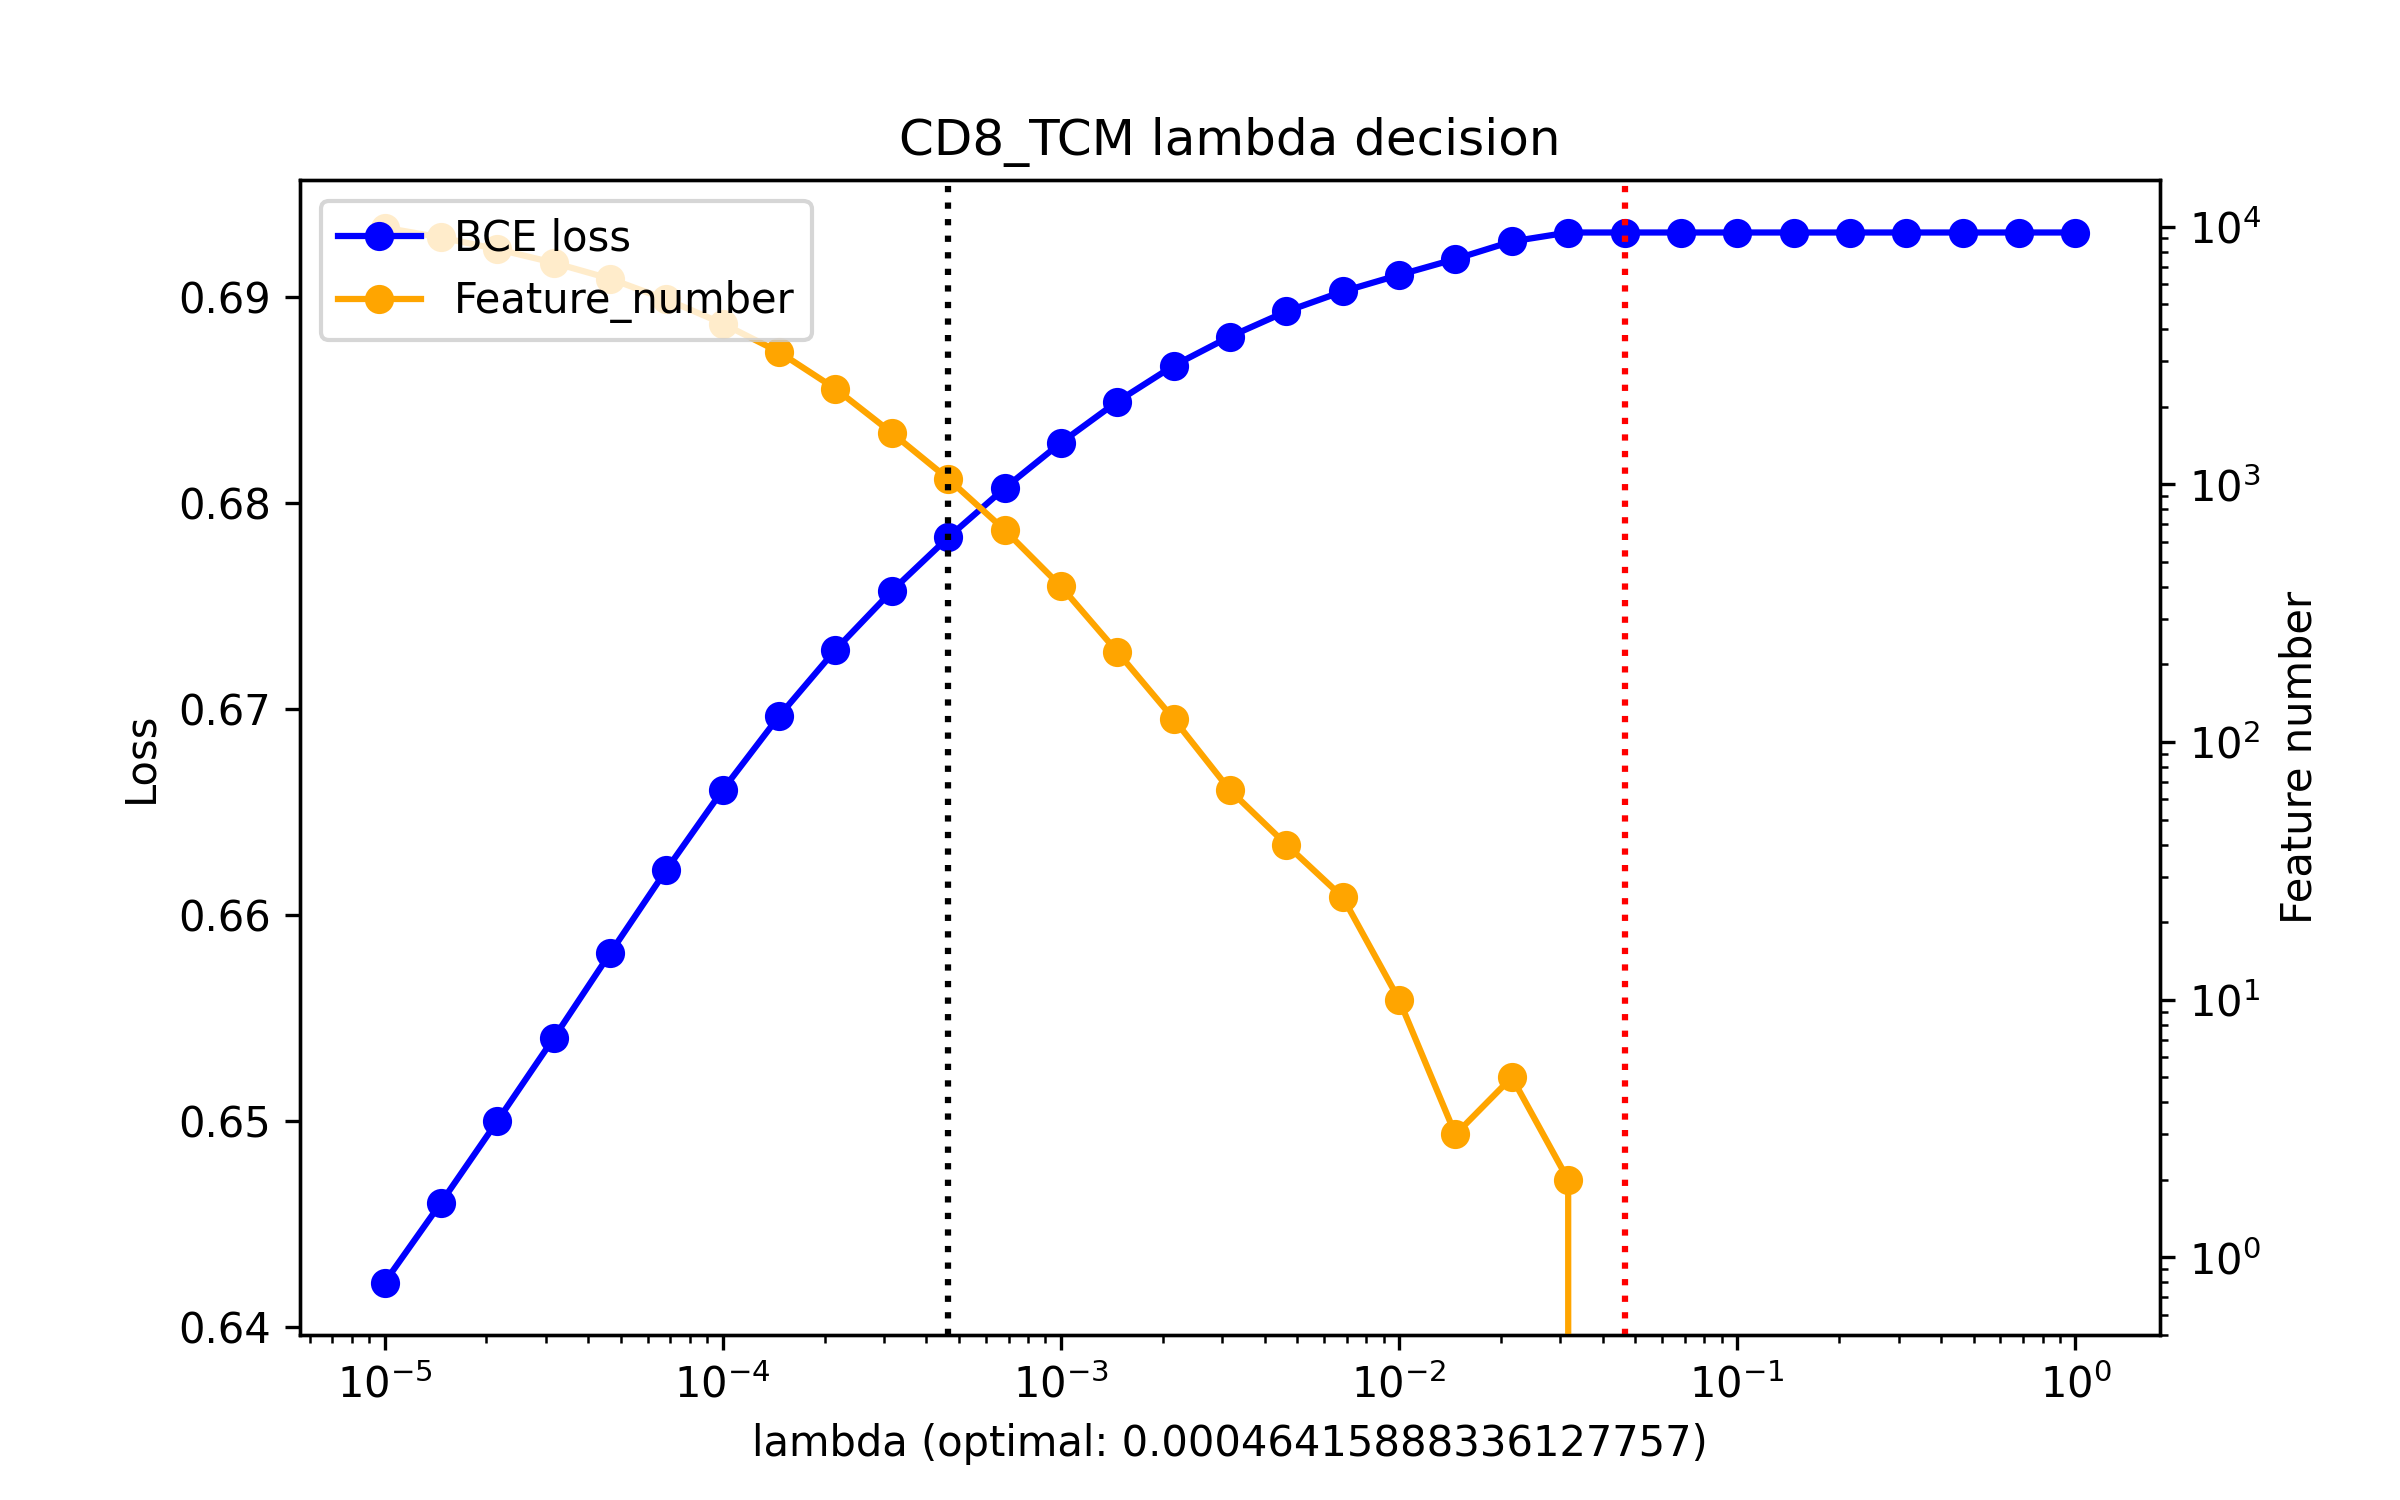 CD8_TCM lambda decision
BCE loss
Feature_number
Loss
0.69
0.68
0.67
0.66
0.65
0.64
10⁴
10³
10²
10¹
10⁰
Feature number
10⁻⁵ 10⁻⁴ 10⁻³ 10⁻² 10⁻¹ 10⁰
lambda (optimal: 0.00046415888336127757)